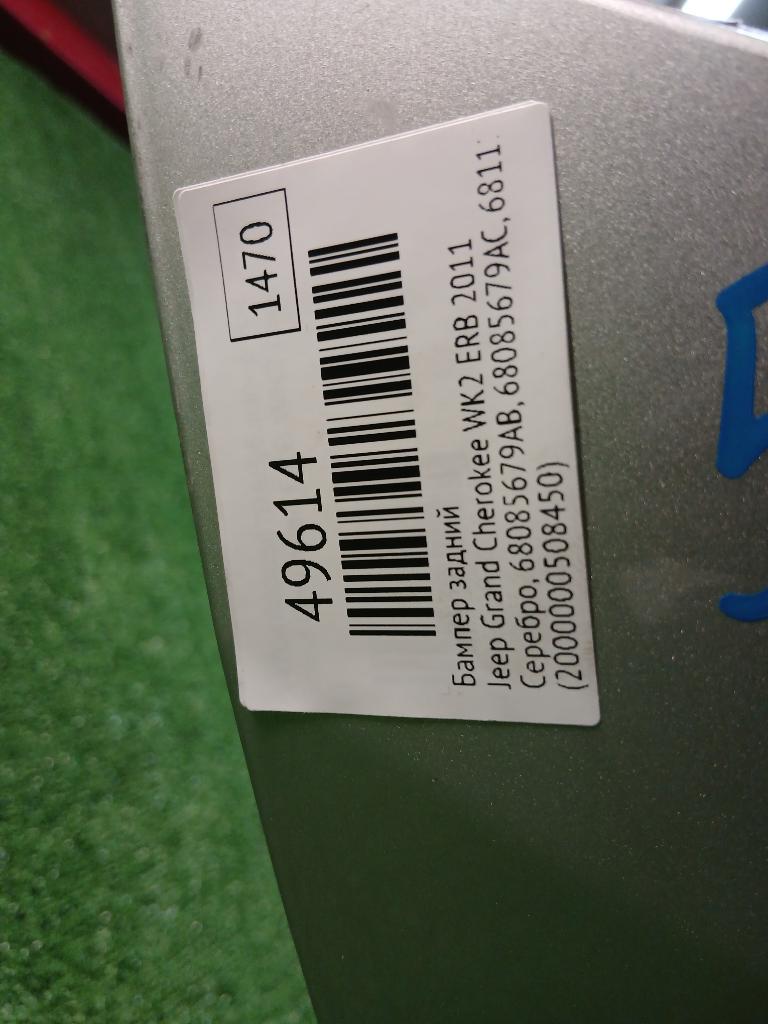 49614
1470
Бампер задний
Jeep Grand Cherokee WK2 ERB 2011
Серебро, 68085679AB, 68085679AC, 6811
(2000000508450)